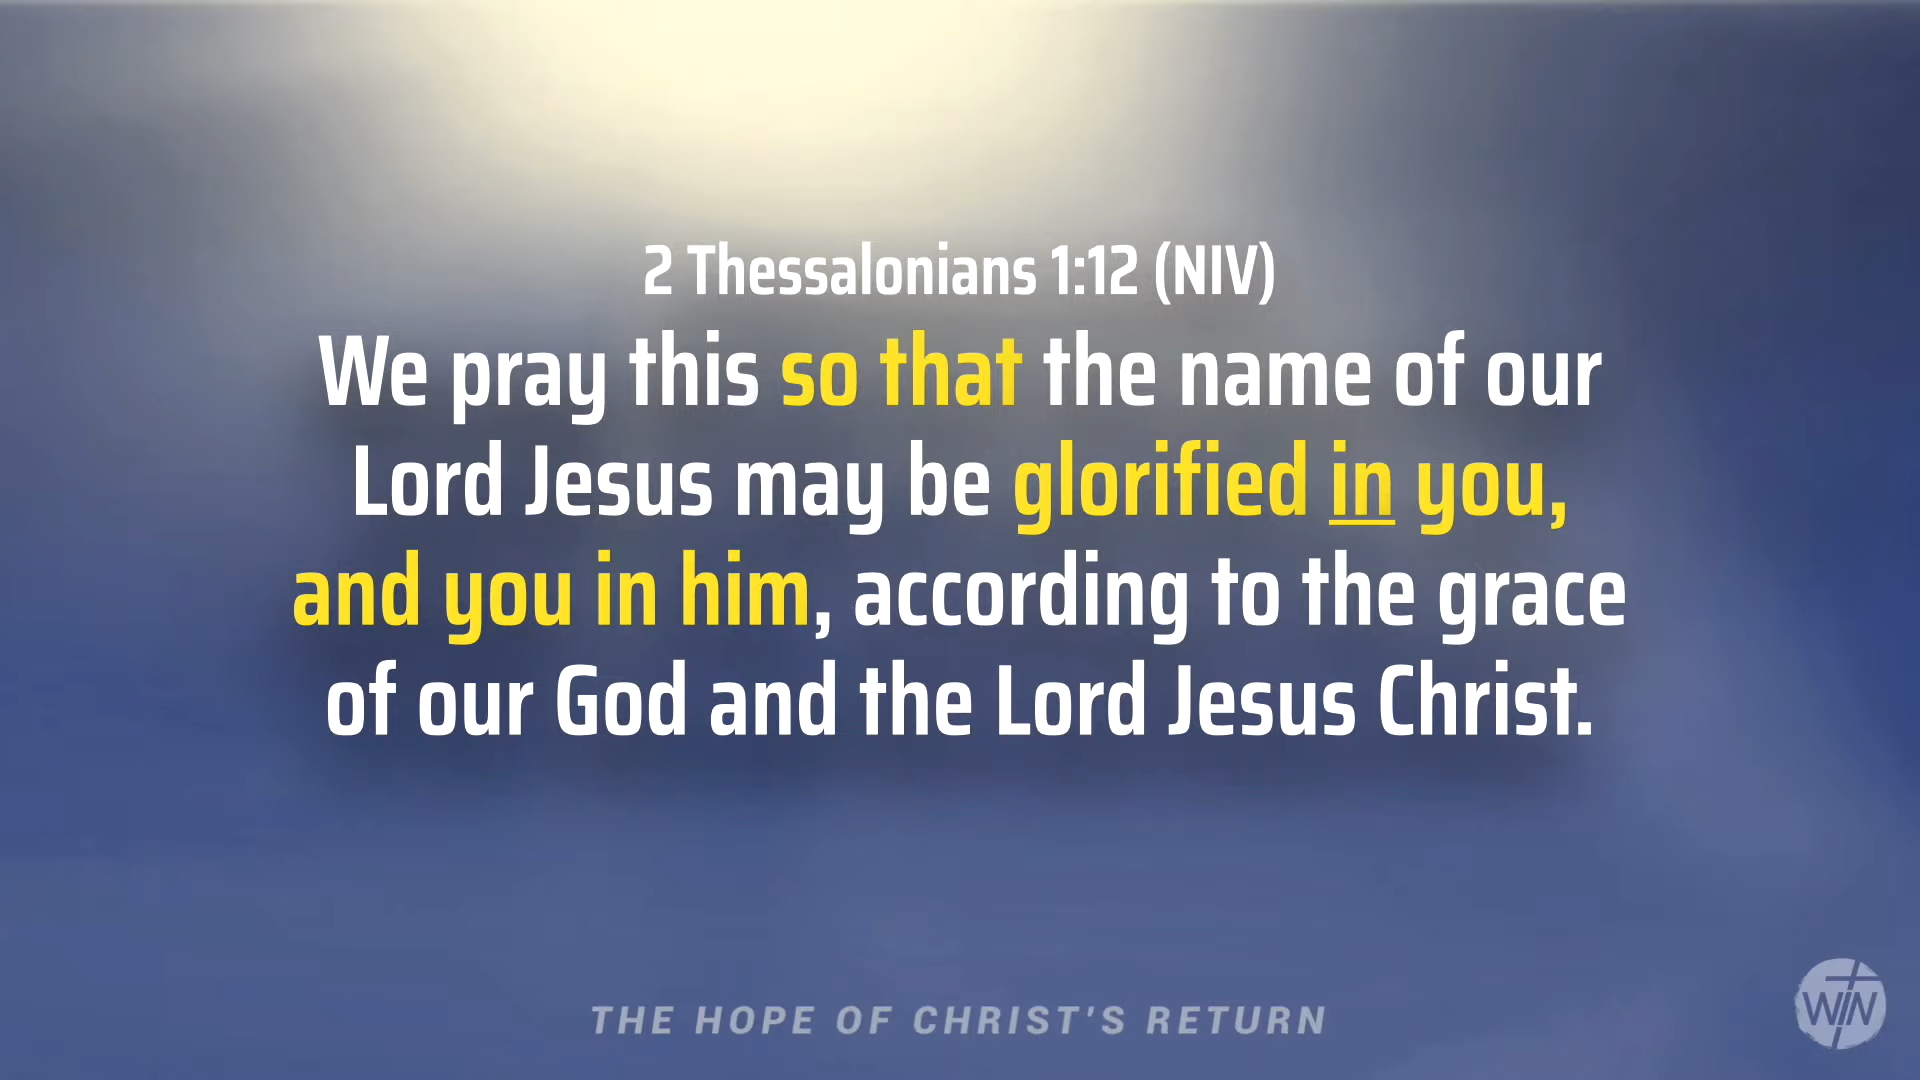 2 Thessalonians 1:12 (NIV)
We pray this so that the name of our
Lord Jesus may be glorified in you,
and you in him, according to the grace
of our God and the Lord Jesus Christ.
THE HOPE OF CHRIST'S RETURN
WIN